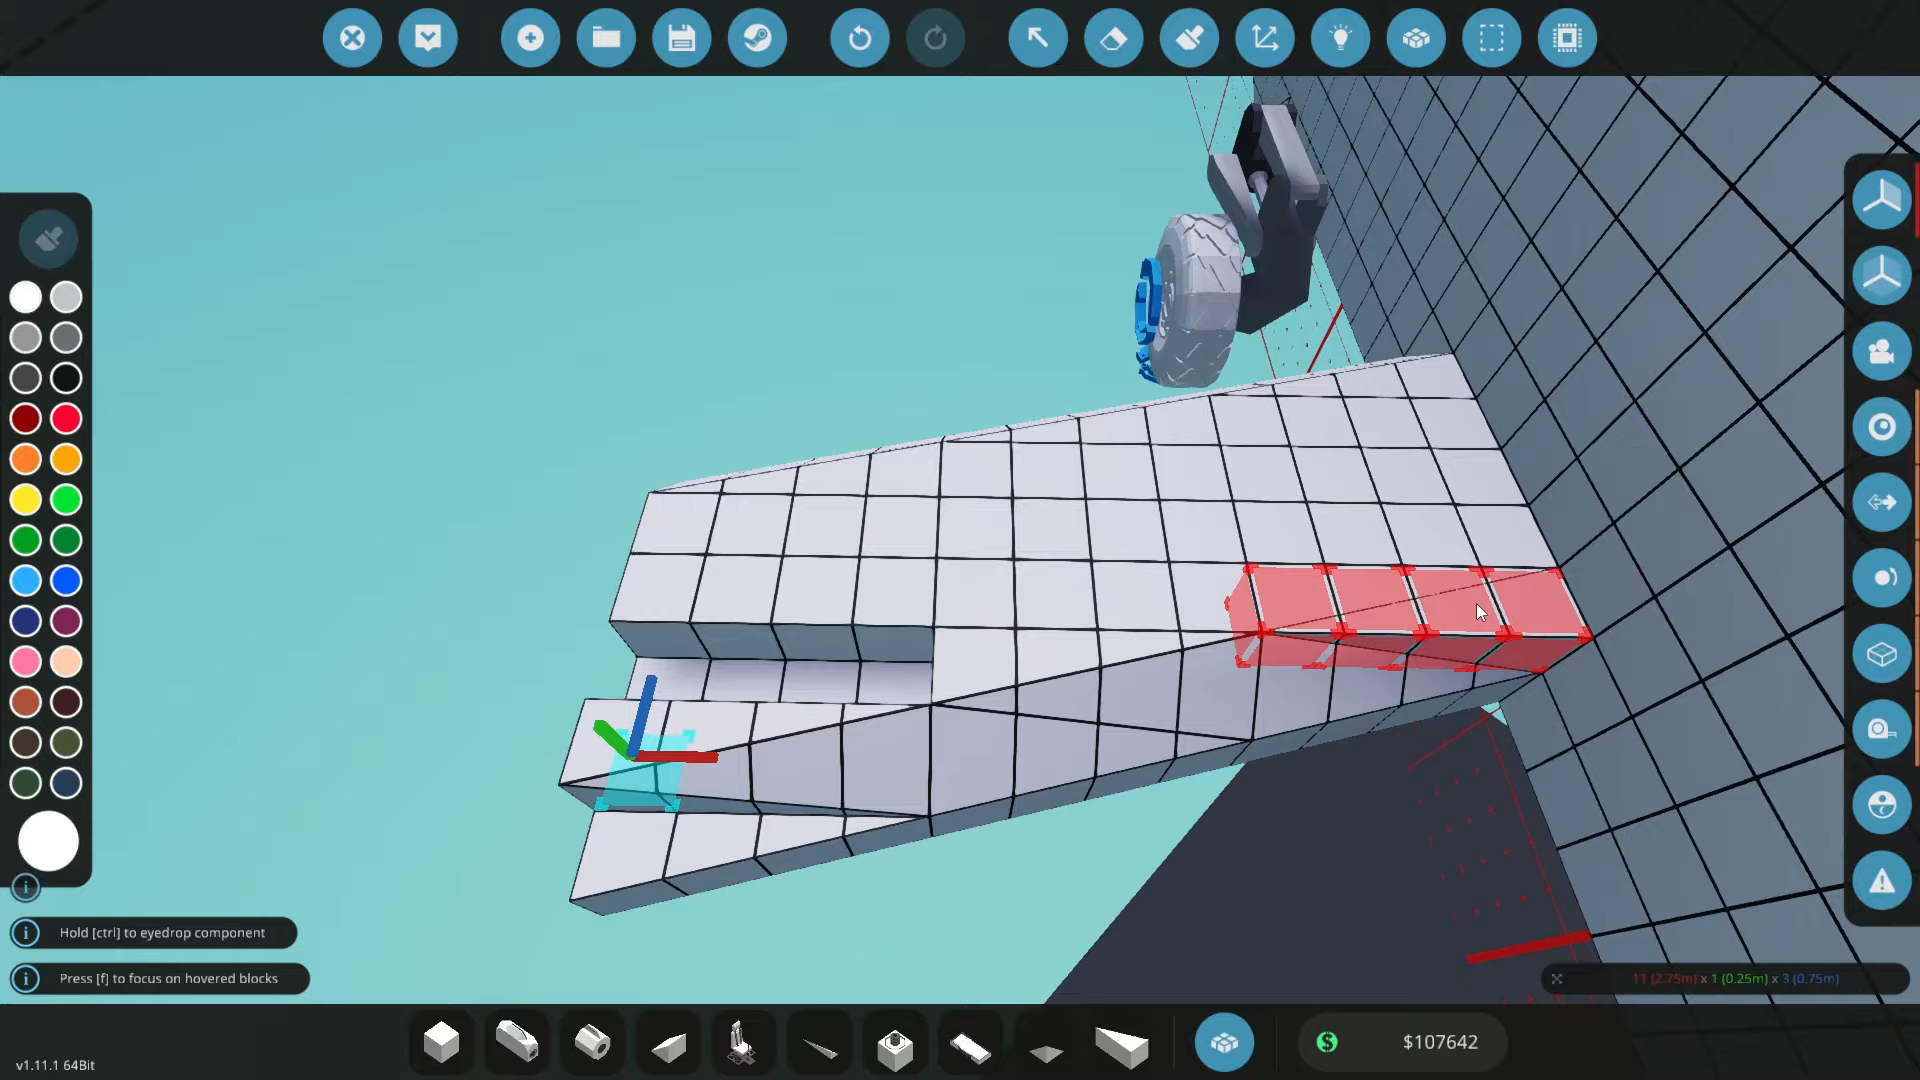 Hold [ctrl] to eyedrop component
Press [f] to focus on hovered blocks
11 (2.75m) x 1 (0.25m) x 3 (0.75m)
$107642
v1.11.1 64Bit